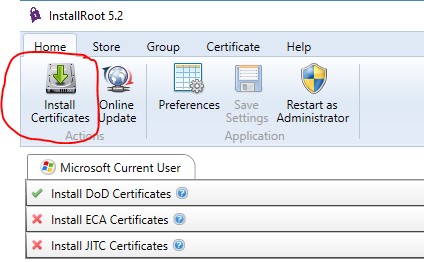 InstallRoot 5.2
Home Store Group Certificate Help
Install Certificates
Online Update
Preferences
Save Settings
Restart as Administrator
Actions
Application
Microsoft Current User
Install DoD Certificates ?
Install ECA Certificates ?
Install JITC Certificates ?